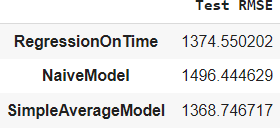 Test RMSE
RegressionOnTime 1374.550202
NaiveModel 1496.444629
SimpleAverageModel 1368.746717